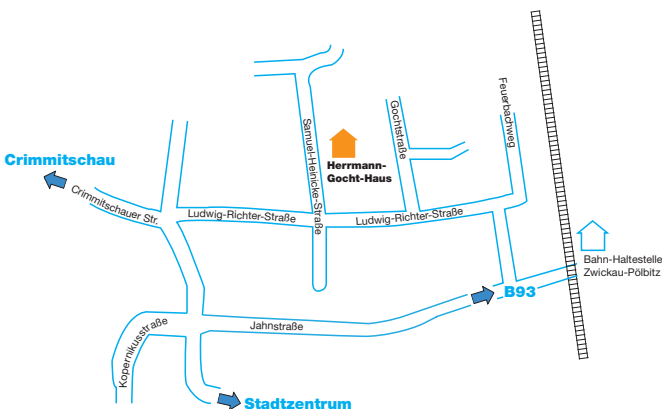 Feuerbachweg
Gochtstraße
Samuel-Heinicke-Straße
Crimmitschau
Herrmann-
Gocht-Haus
Crimmitschauer Str.
Ludwig-Richter-Straße
Ludwig-Richter-Straße
Bahn-Haltestelle
Zwickau-Pölbitz
B93
Kopernikusstraße
Jahnstraße
Stadtzentrum